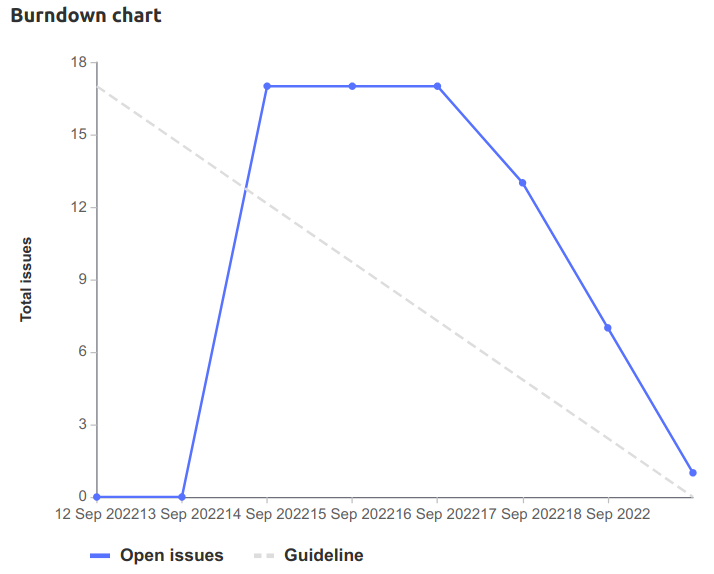 Burndown chart
18
15
12
9
6
3
0
Total issues
12 Sep 202213 Sep 202214 Sep 202215 Sep 202216 Sep 202217 Sep 202218 Sep 2022
Open issues Guideline